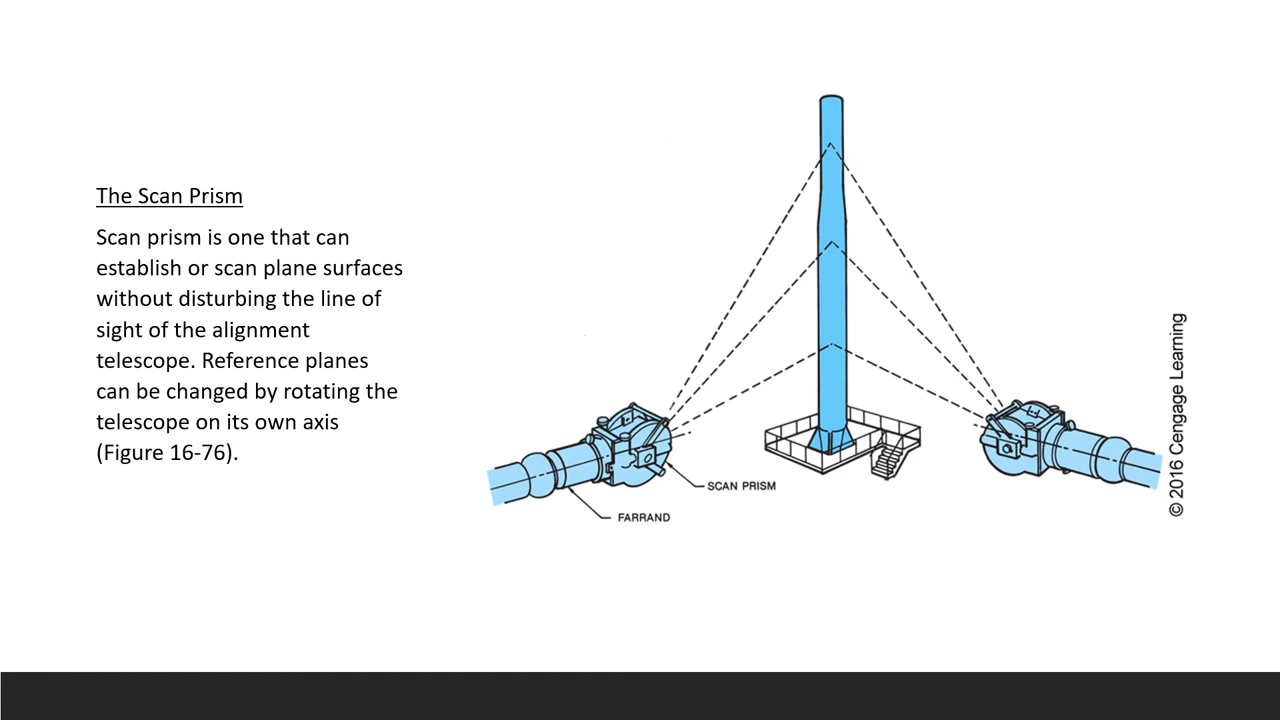 The Scan Prism
Scan prism is one that can
establish or scan plane surfaces
without disturbing the line of
sight of the alignment
telescope. Reference planes
can be changed by rotating the
telescope on its own axis
(Figure 16-76).
SCAN PRISM
FARRAND
© 2016 Cengage Learning